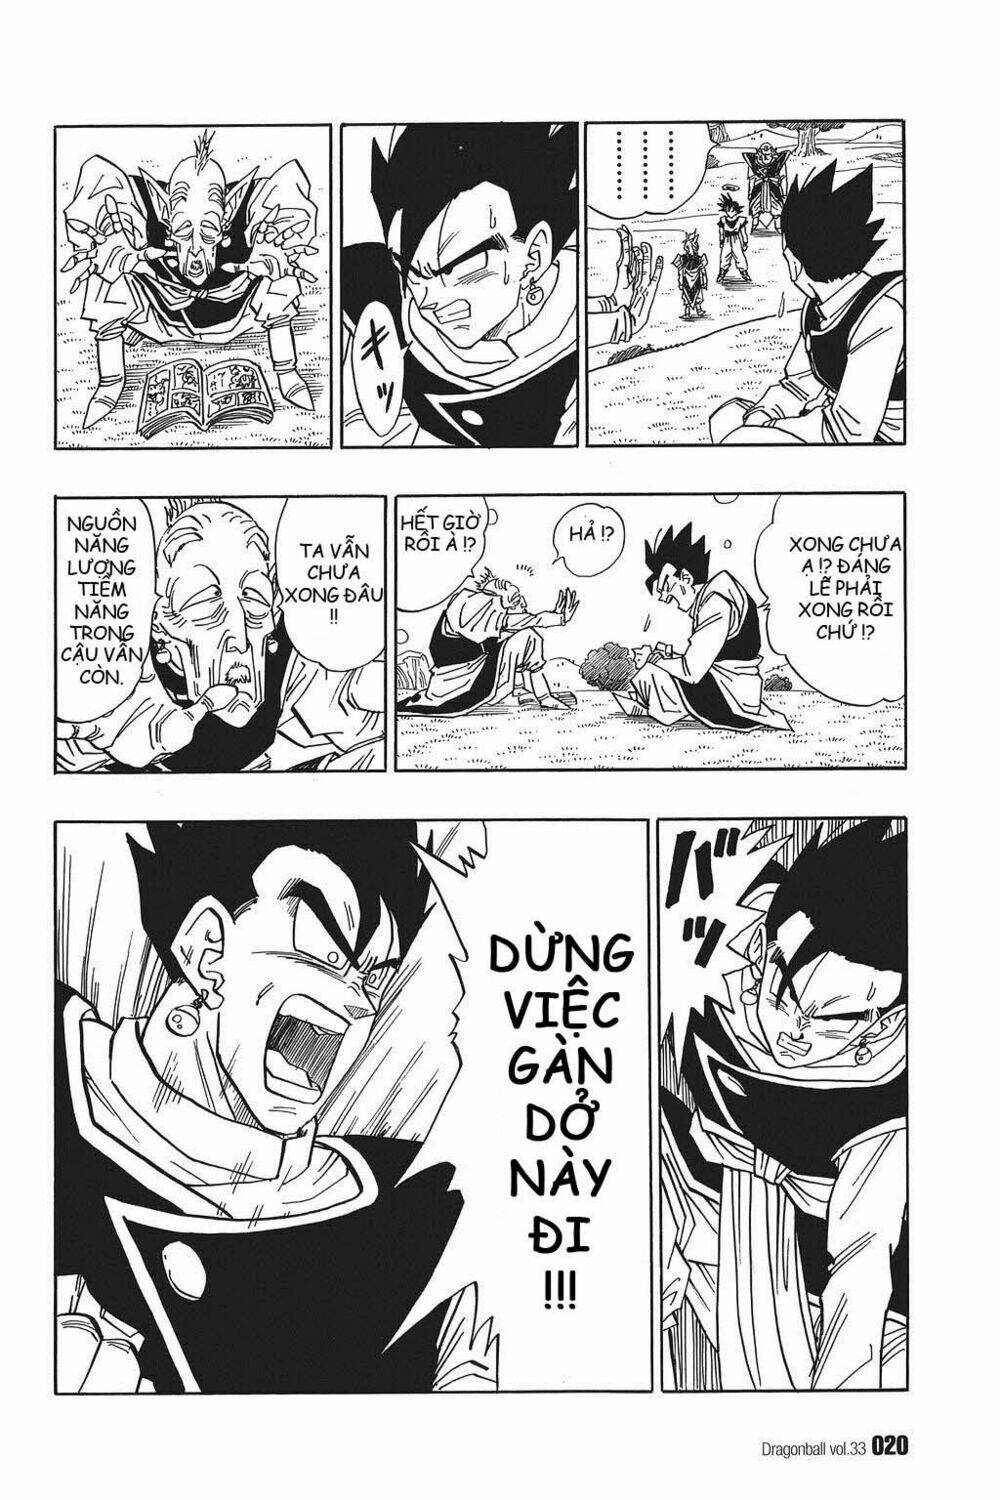 キッ
XONG CHƯA
Ạ !? ĐÁNG
LẼ PHẢI
XONG RỒI
CHỨ !?
HẢ !?
HẾT GIỜ
RỒI À !?
TA VẪN
CHƯA
XONG ĐÂU
!!
NGUỒN
NĂNG
LƯỢNG
TIỀM
NĂNG
TRONG
CẬU VẪN
CÒN.
バッ
DỪNG
VIỆC
GÀN
DỞ
NÀY
ĐI
!!!
Dragonball vol.33 020